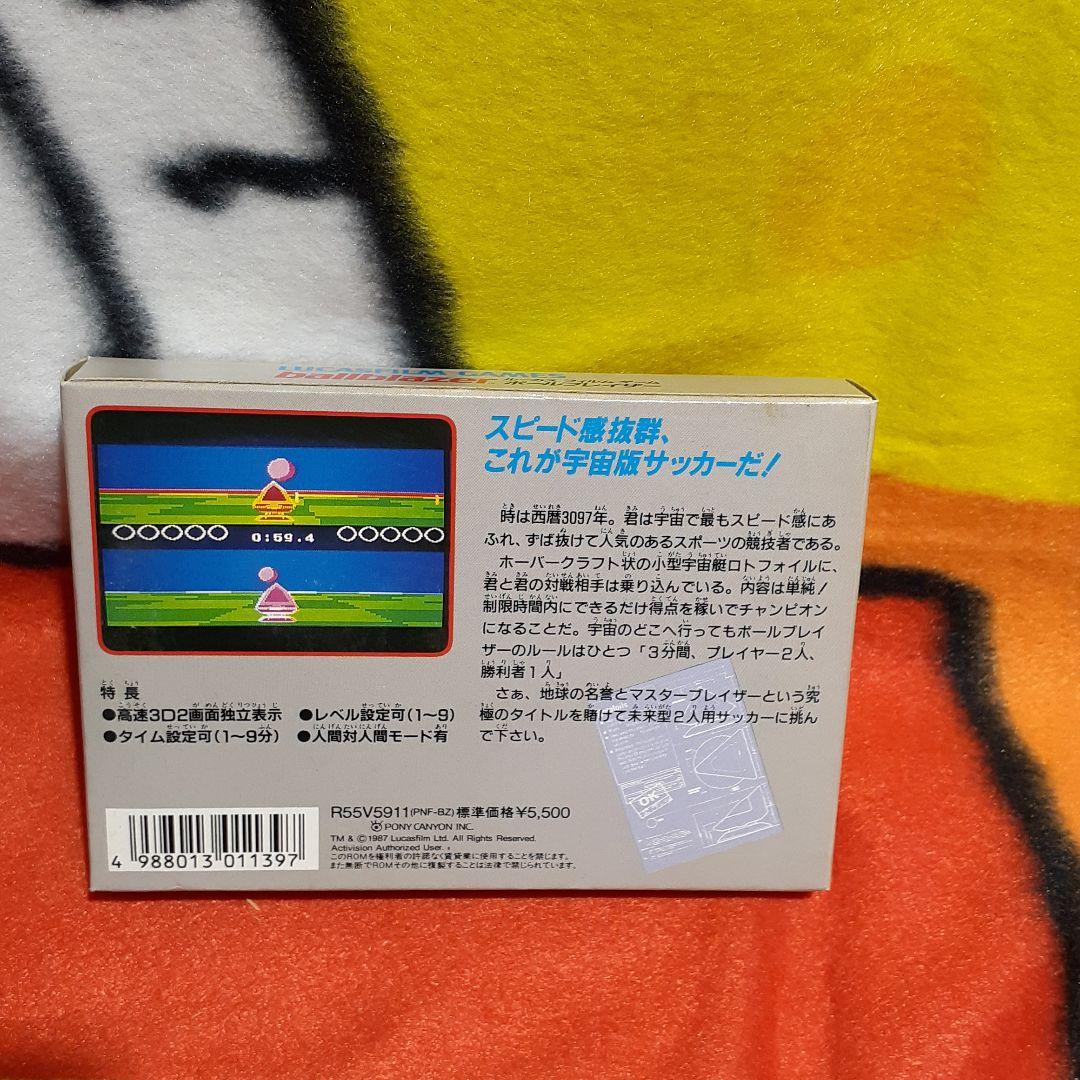 LUCASFILM GAMES
ballblazer
0:59.4
スピード感抜群、
これが宇宙版サッカーだ!
時は西暦3097年。君は宇宙で最もスピード感にあ
ふれ、ずば抜けて人気のあるスポーツの競技者である。
ホーバークラフト状の小型宇宙艇ロトフォイルに、
君と君の対戦相手は乗り込んでいる。内容は単純!
制限時間内にできるだけ得点を稼いでチャンピオン
になることだ。宇宙のどこへ行ってもボールブレイ
ザーのルールはひとつ「3分間、プレイヤー2人、
勝利者1人」
さぁ、地球の名誉とマスターブレイザーという究
極のタイトルを賭けて未来型2人用サッカーに挑ん
で下さい。
特長
●高速3D2画面独立表示 ●レベル設定可(1~9)
●タイム設定可(1~9分) ●人間対人間モード有
R55V5911(PNF-BZ)標準価格¥5,500
PONY CANYON INC.
TM & ©1987 Lucasfilm Ltd. All Rights Reserved.
Activision Authorized User.
このROMを権利者の許諾なく賃貸業に使用することを禁じます。
また無断でROMその他に複製することは法律で禁じられています。
4 988013 011397
OK